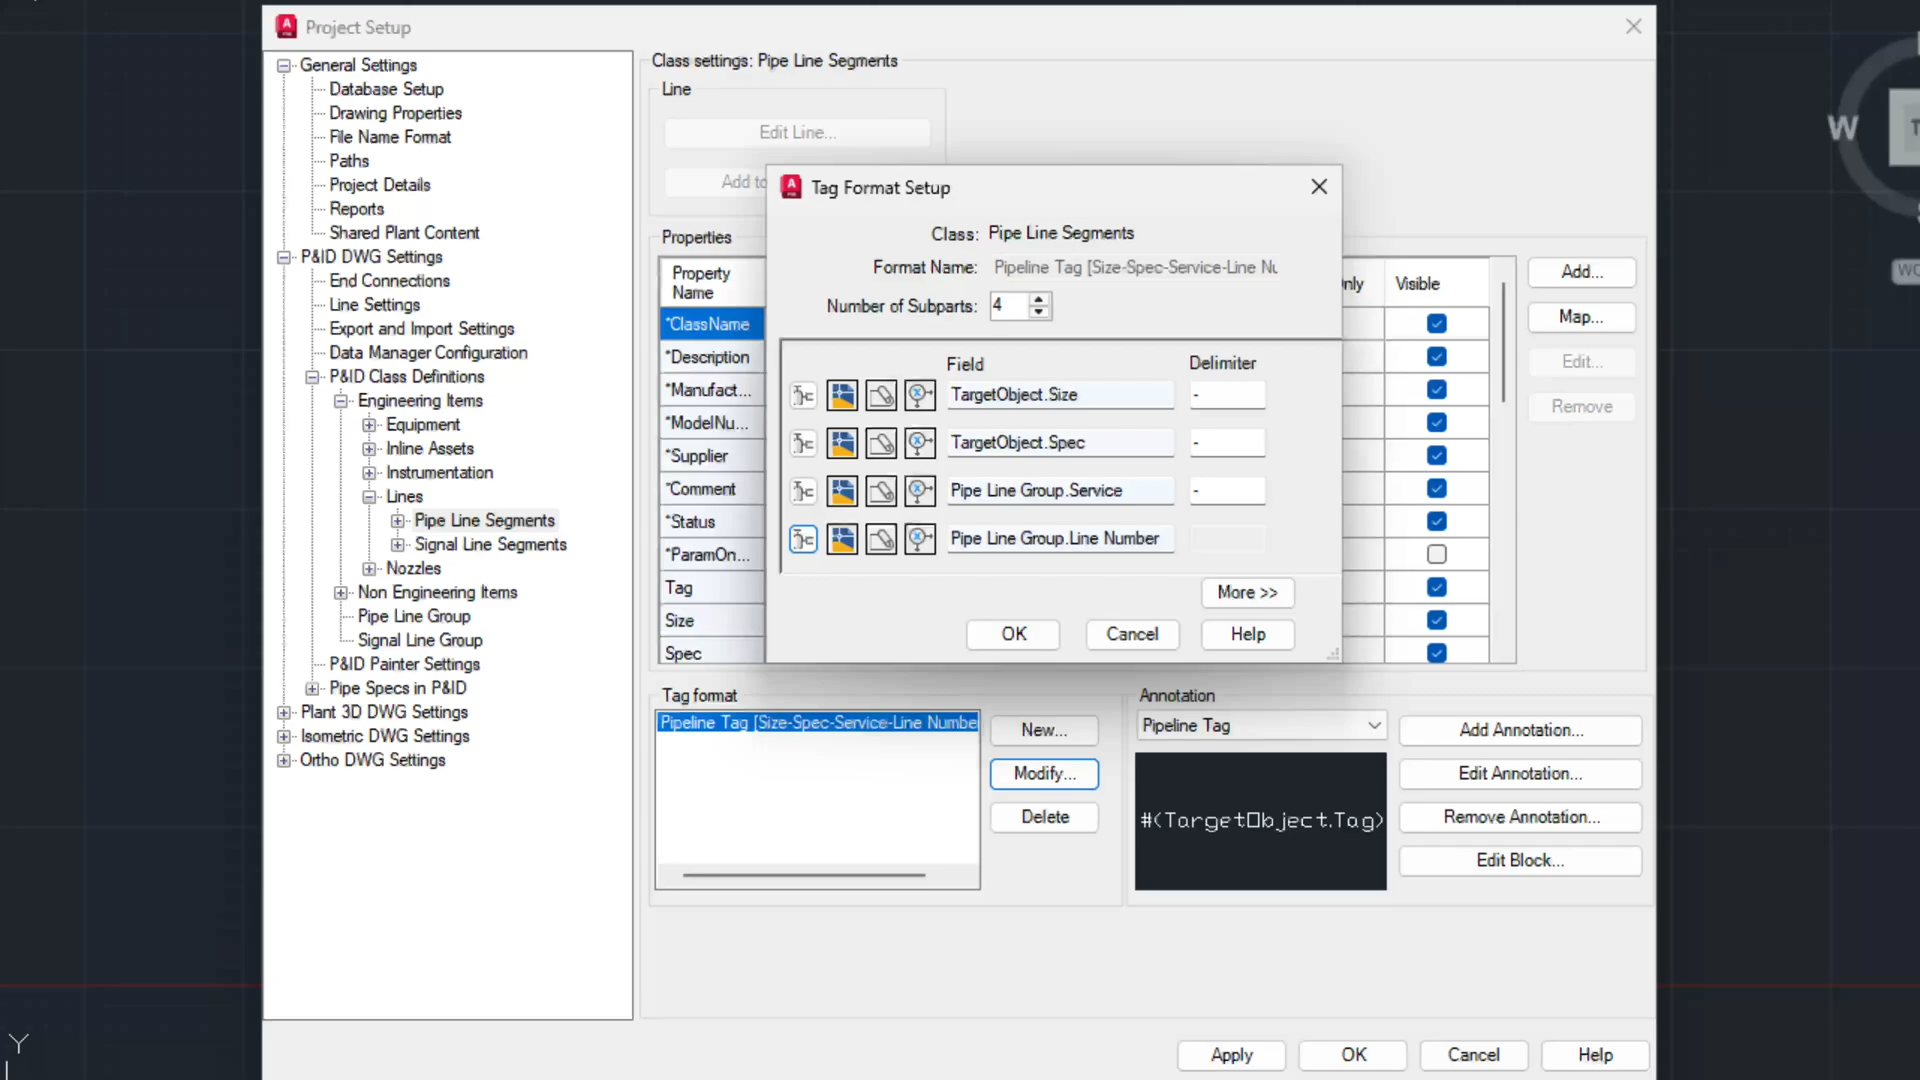 Project Setup
General Settings
Database Setup
Drawing Properties
File Name Format
Paths
Project Details
Reports
Shared Plant Content
P&ID DWG Settings
End Connections
Line Settings
Export and Import Settings
Data Manager Configuration
P&ID Class Definitions
Engineering Items
Equipment
Inline Assets
Instrumentation
Lines
Pipe Line Segments
Signal Line Segments
Nozzles
Non Engineering Items
Pipe Line Group
Signal Line Group
P&ID Painter Settings
Pipe Specs in P&ID
Plant 3D DWG Settings
Isometric DWG Settings
Ortho DWG Settings
Class settings: Pipe Line Segments
Line
Edit Line...
Add to
Properties
Property Name
Visible
*ClassName
*Description
*Manufact...
*ModelNu...
*Supplier
*Comment
*Status
*ParamOn...
Tag
Size
Spec
Add...
Map...
Edit...
Remove
Tag Format Setup
Class: Pipe Line Segments
Format Name: Pipeline Tag [Size-Spec-Service-Line Nu
Number of Subparts: 4
Field Delimiter
TargetObject.Size -
TargetObject.Spec -
Pipe Line Group.Service -
Pipe Line Group.Line Number
More >>
OK Cancel Help
Tag format
Pipeline Tag [Size-Spec-Service-Line Numbe
New...
Modify...
Delete
Annotation
Pipeline Tag
#(TargetObject.Tag)
Add Annotation...
Edit Annotation...
Remove Annotation...
Edit Block...
Apply OK Cancel Help
W
Y